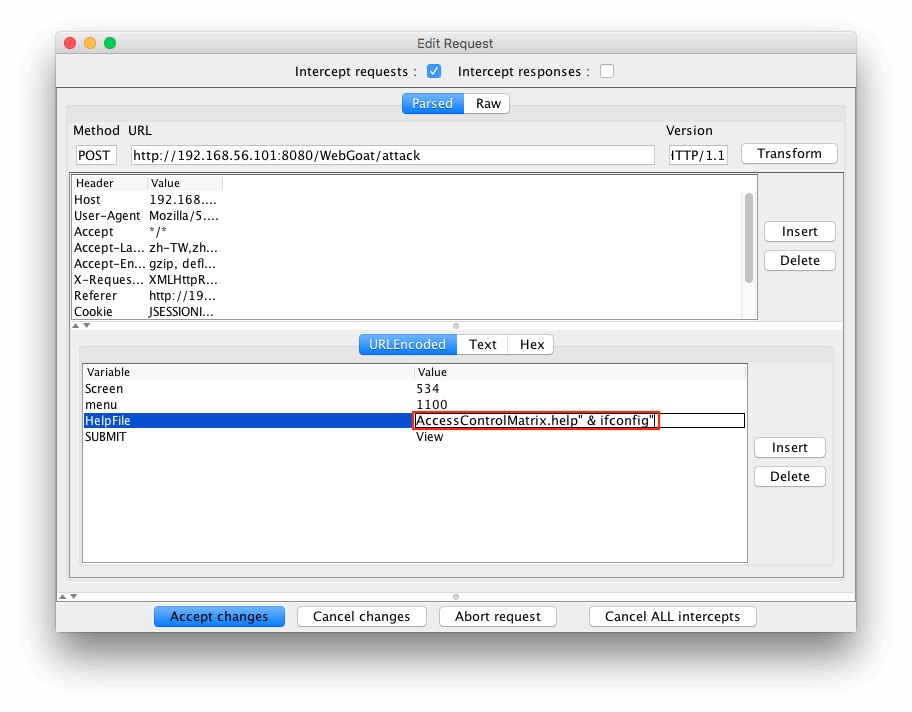 Edit Request
Intercept requests : Intercept responses :
Parsed Raw
Method URL Version
POST http://192.168.56.101:8080/WebGoat/attack HTTP/1.1 Transform
Header Value
Host 192.168....
User-Agent Mozilla/5....
Accept */*
Accept-La... zh-TW,zh...
Accept-En... gzip, defl...
X-Reques... XMLHttpR...
Referer http://19...
Cookie JSESSIONI...
Insert
Delete
URLEncoded Text Hex
Variable Value
Screen 534
menu 1100
HelpFile AccessControlMatrix.help" & ifconfig"
SUBMIT View
Insert
Delete
Accept changes Cancel changes Abort request Cancel ALL intercepts